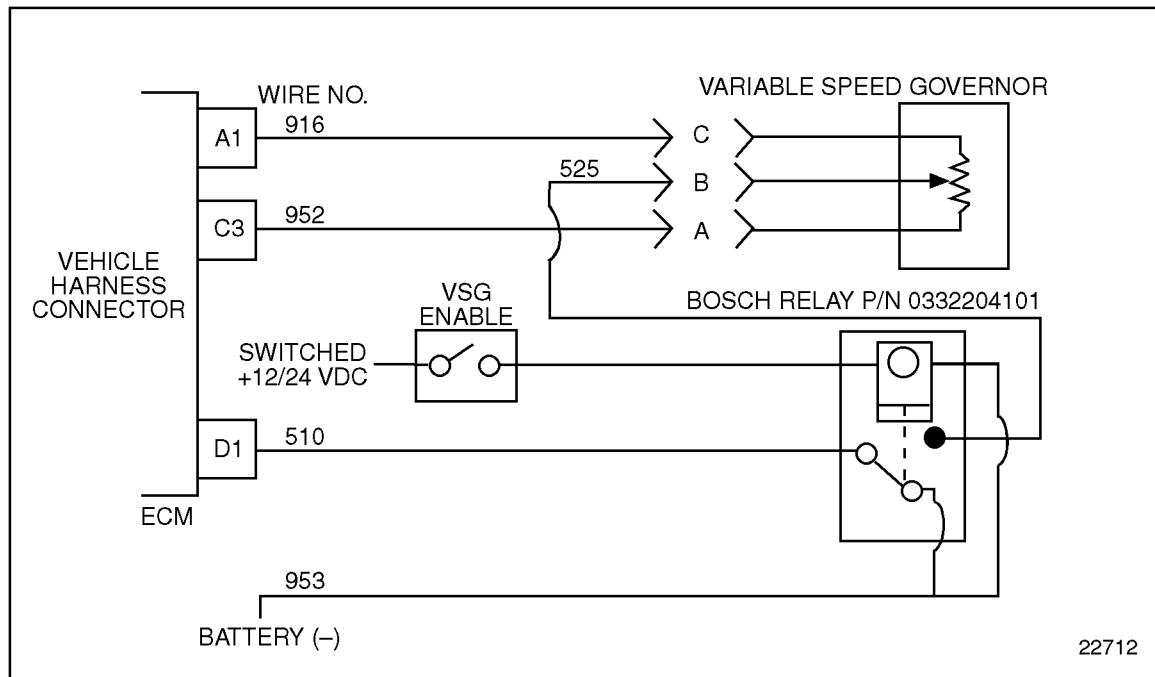 WIRE NO.
VARIABLE SPEED GOVERNOR
A1
916
C
525
B
C3
952
A
VEHICLE
HARNESS
CONNECTOR
VSG
ENABLE
BOSCH RELAY P/N 0332204101
SWITCHED
+12/24 VDC
D1
510
ECM
953
BATTERY (–)
22712